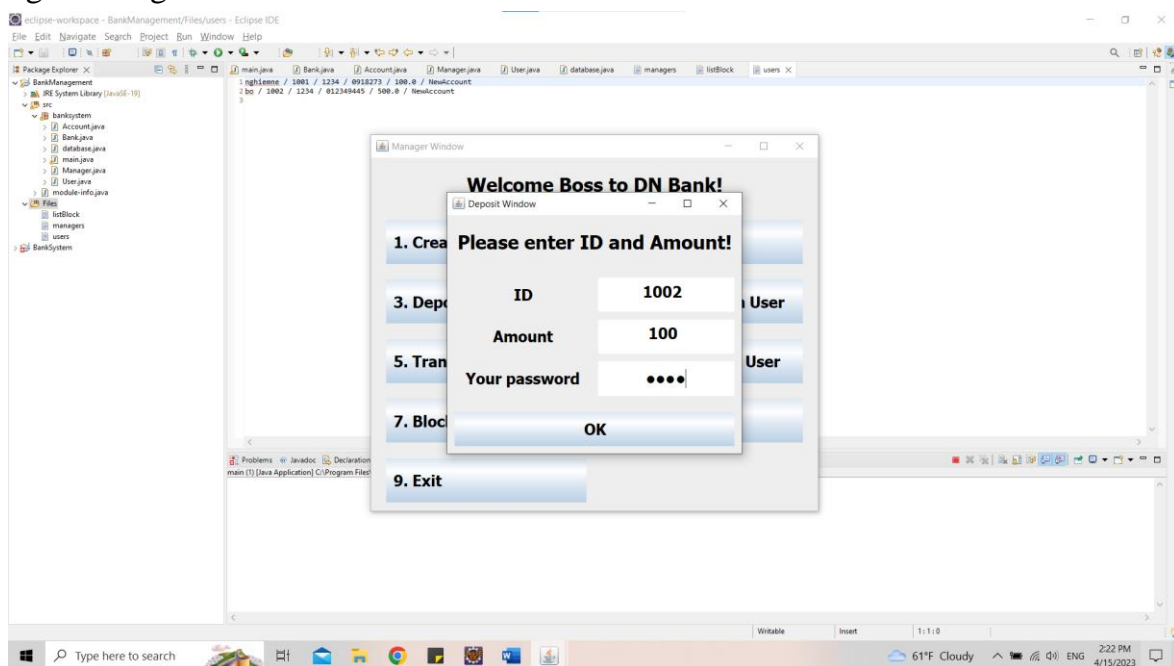 eclipse-workspace - BankManagement/Files/users - Eclipse IDE
File Edit Navigate Search Project Run Window Help
Package Explorer
main.java Bank.java Account.java Manager.java User.java database.java managers listBlock users
BankManagement
JRE System Library [JavaSE-19]
src
banksystem
Account.java
Bank.java
database.java
main.java
Manager.java
User.java
module-info.java
Files
listBlock
managers
users
BankSystem
1 nghieene / 1001 / 1234 / 0918273 / 100.0 / NewAccount
2 bo / 1002 / 1234 / 012349445 / 500.0 / NewAccount
3
Manager Window
Welcome Boss to DN Bank!
Deposit Window
Please enter ID and Amount!
ID 1002
Amount 100
Your password
OK
1. Crea
3. Depo
User
5. Tran
User
7. Bloc
9. Exit
Problems Javadoc Declaration
main (1) [Java Application] C:\Program Files
Writable Insert 1:1:0
Type here to search
61°F Cloudy ENG 2:22 PM
4/15/2023